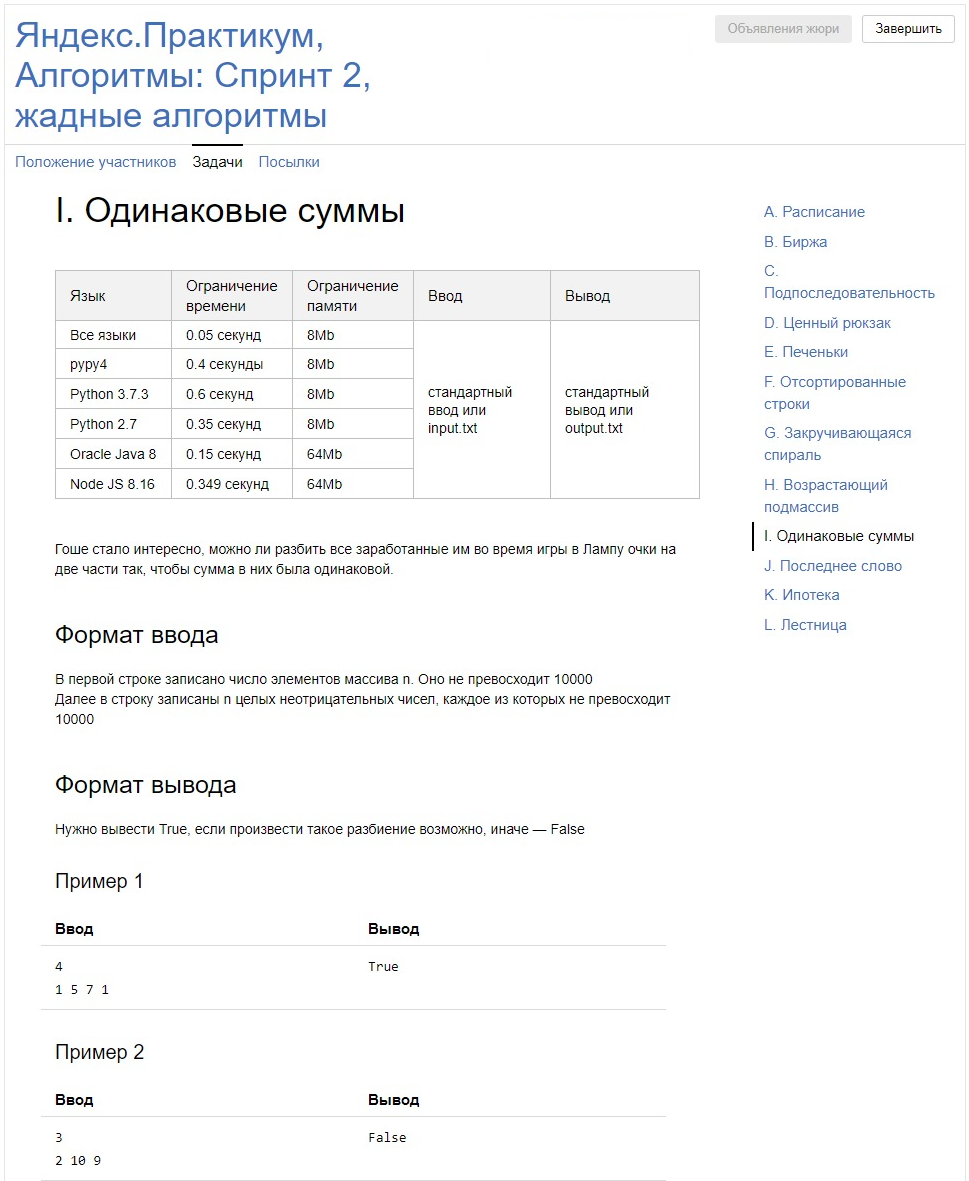 Яндекс.Практикум,
Алгоритмы: Спринт 2,
жадные алгоритмы
Объявления жюри
Завершить
Положение участников
Задачи
Посылки
I. Одинаковые суммы
Язык
Ограничение
времени
Ограничение
памяти
Ввод
Вывод
Все языки
0.05 секунд
8Mb
pypy4
0.4 секунды
8Mb
Python 3.7.3
0.6 секунд
8Mb
Python 2.7
0.35 секунд
8Mb
Oracle Java 8
0.15 секунд
64Mb
Node JS 8.16
0.349 секунд
64Mb
стандартный
ввод или
input.txt
стандартный
вывод или
output.txt
Гоше стало интересно, можно ли разбить все заработанные им во время игры в Лампу очки на
две части так, чтобы сумма в них была одинаковой.
Формат ввода
В первой строке записано число элементов массива n. Оно не превосходит 10000
Далее в строку записаны n целых неотрицательных чисел, каждое из которых не превосходит
10000
Формат вывода
Нужно вывести True, если произвести такое разбиение возможно, иначе — False
Пример 1
Ввод
Вывод
4
True
1 5 7 1
Пример 2
Ввод
Вывод
3
False
2 10 9
A. Расписание
B. Биржа
C.
Подпоследовательность
D. Ценный рюкзак
E. Печеньки
F. Отсортированные
строки
G. Закручивающаяся
спираль
H. Возрастающий
подмассив
I. Одинаковые суммы
J. Последнее слово
K. Ипотека
L. Лестница